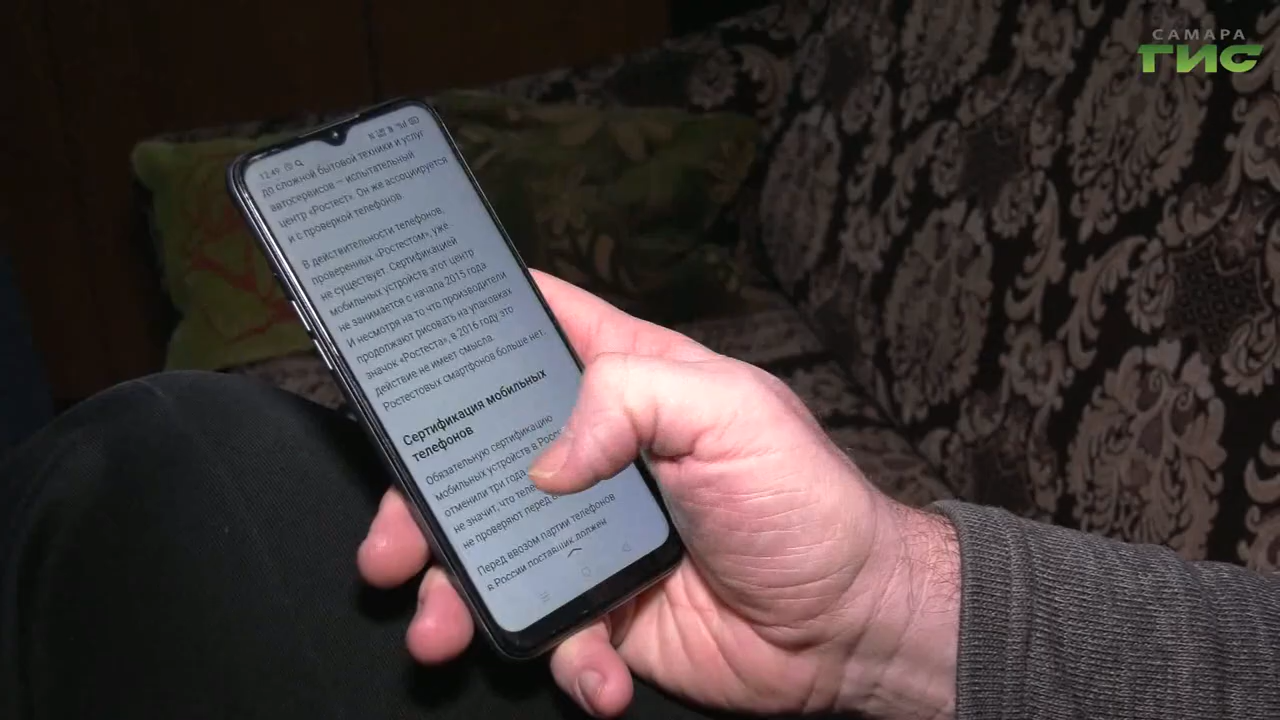 САМАРА
ГИС
12:49
до сложной бытовой техники и услуг
автосервисов — испытательный
центр «Ростест». Он же ассоциируется
и с проверкой телефонов.
В действительности телефонов,
проверенных «Ростестом», уже
не существует. Сертификацией
мобильных устройств этот центр
не занимается с начала 2015 года.
И несмотря на то что производители
продолжают рисовать на упаковках
значок «Ростеста», в 2016 году это
действие не имеет смысла.
Ростестовых смартфонов больше нет.
Сертификация мобильных
телефонов
Обязательную сертификацию
мобильных устройств в
отменили три года
не значит, что
не проверяют перед
Перед ввозом партии телефонов
в России поставщик должен